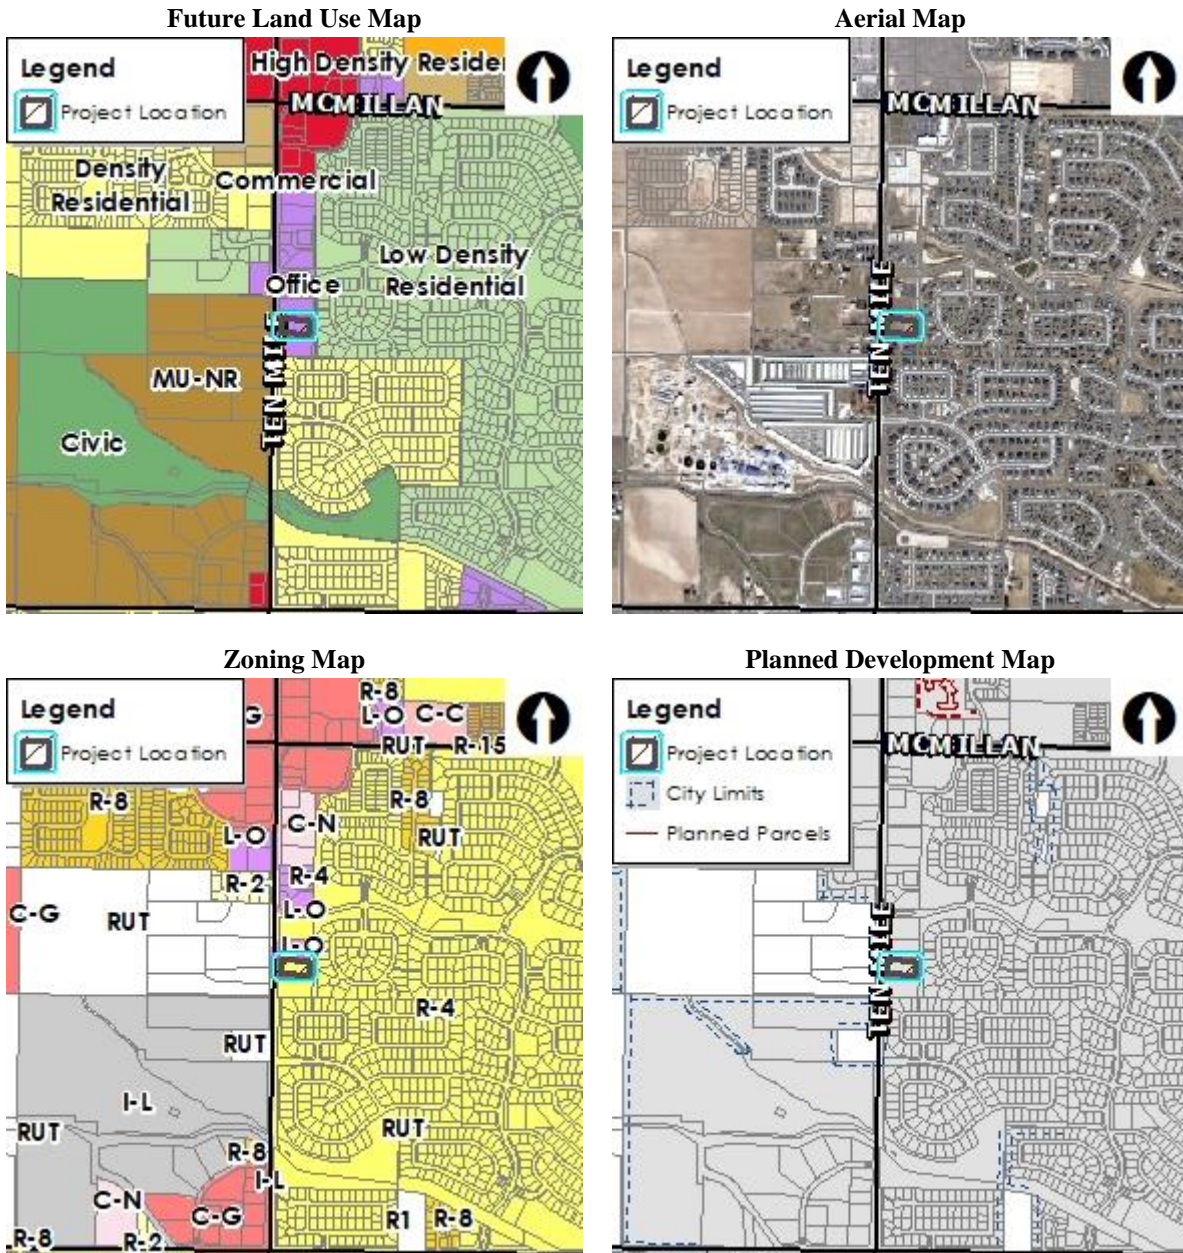 Future Land Use Map
Aerial Map
Legend
Project Location
High Density Resider
MCMILLAN
Density
Residential
Commercial
Low Density
Residential
Office
MU-NR
TEN MILE
Civic
Legend
Project Location
MCMILLAN
TEN MILE
Zoning Map
Planned Development Map
Legend
Project Location
G
R-8
L-O
C-C
RUT
R-15
R-8
R-8
L-O
C-N
RUT
R-4
R-2
C-G
RUT
L-O
L-O
R-4
RUT
I-L
RUT
RUT
R-8
I-L
C-N
C-G
R1
R-8
R-8
R-2
Legend
Project Location
City Limits
Planned Parcels
MCMILLAN
TEN MILE